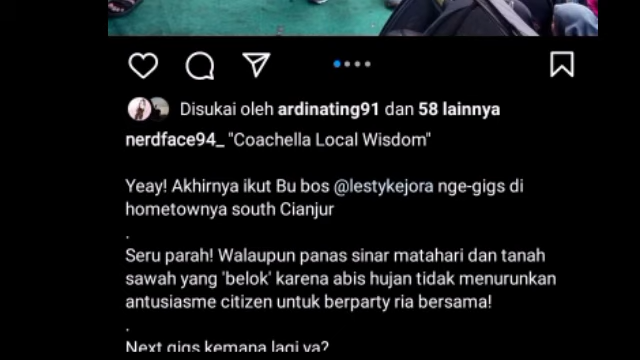 Disukai oleh ardinating91 dan 58 lainnya
nerdface94_ "Coachella Local Wisdom"
Yeay! Akhirnya ikut Bu bos @lestykejora nge-gigs di
hometownya south Cianjur
.
Seru parah! Walaupun panas sinar matahari dan tanah
sawah yang 'belok' karena abis hujan tidak menurunkan
antusiasme citizen untuk berparty ria bersama!
.
Next gigs kemana lagi ya?